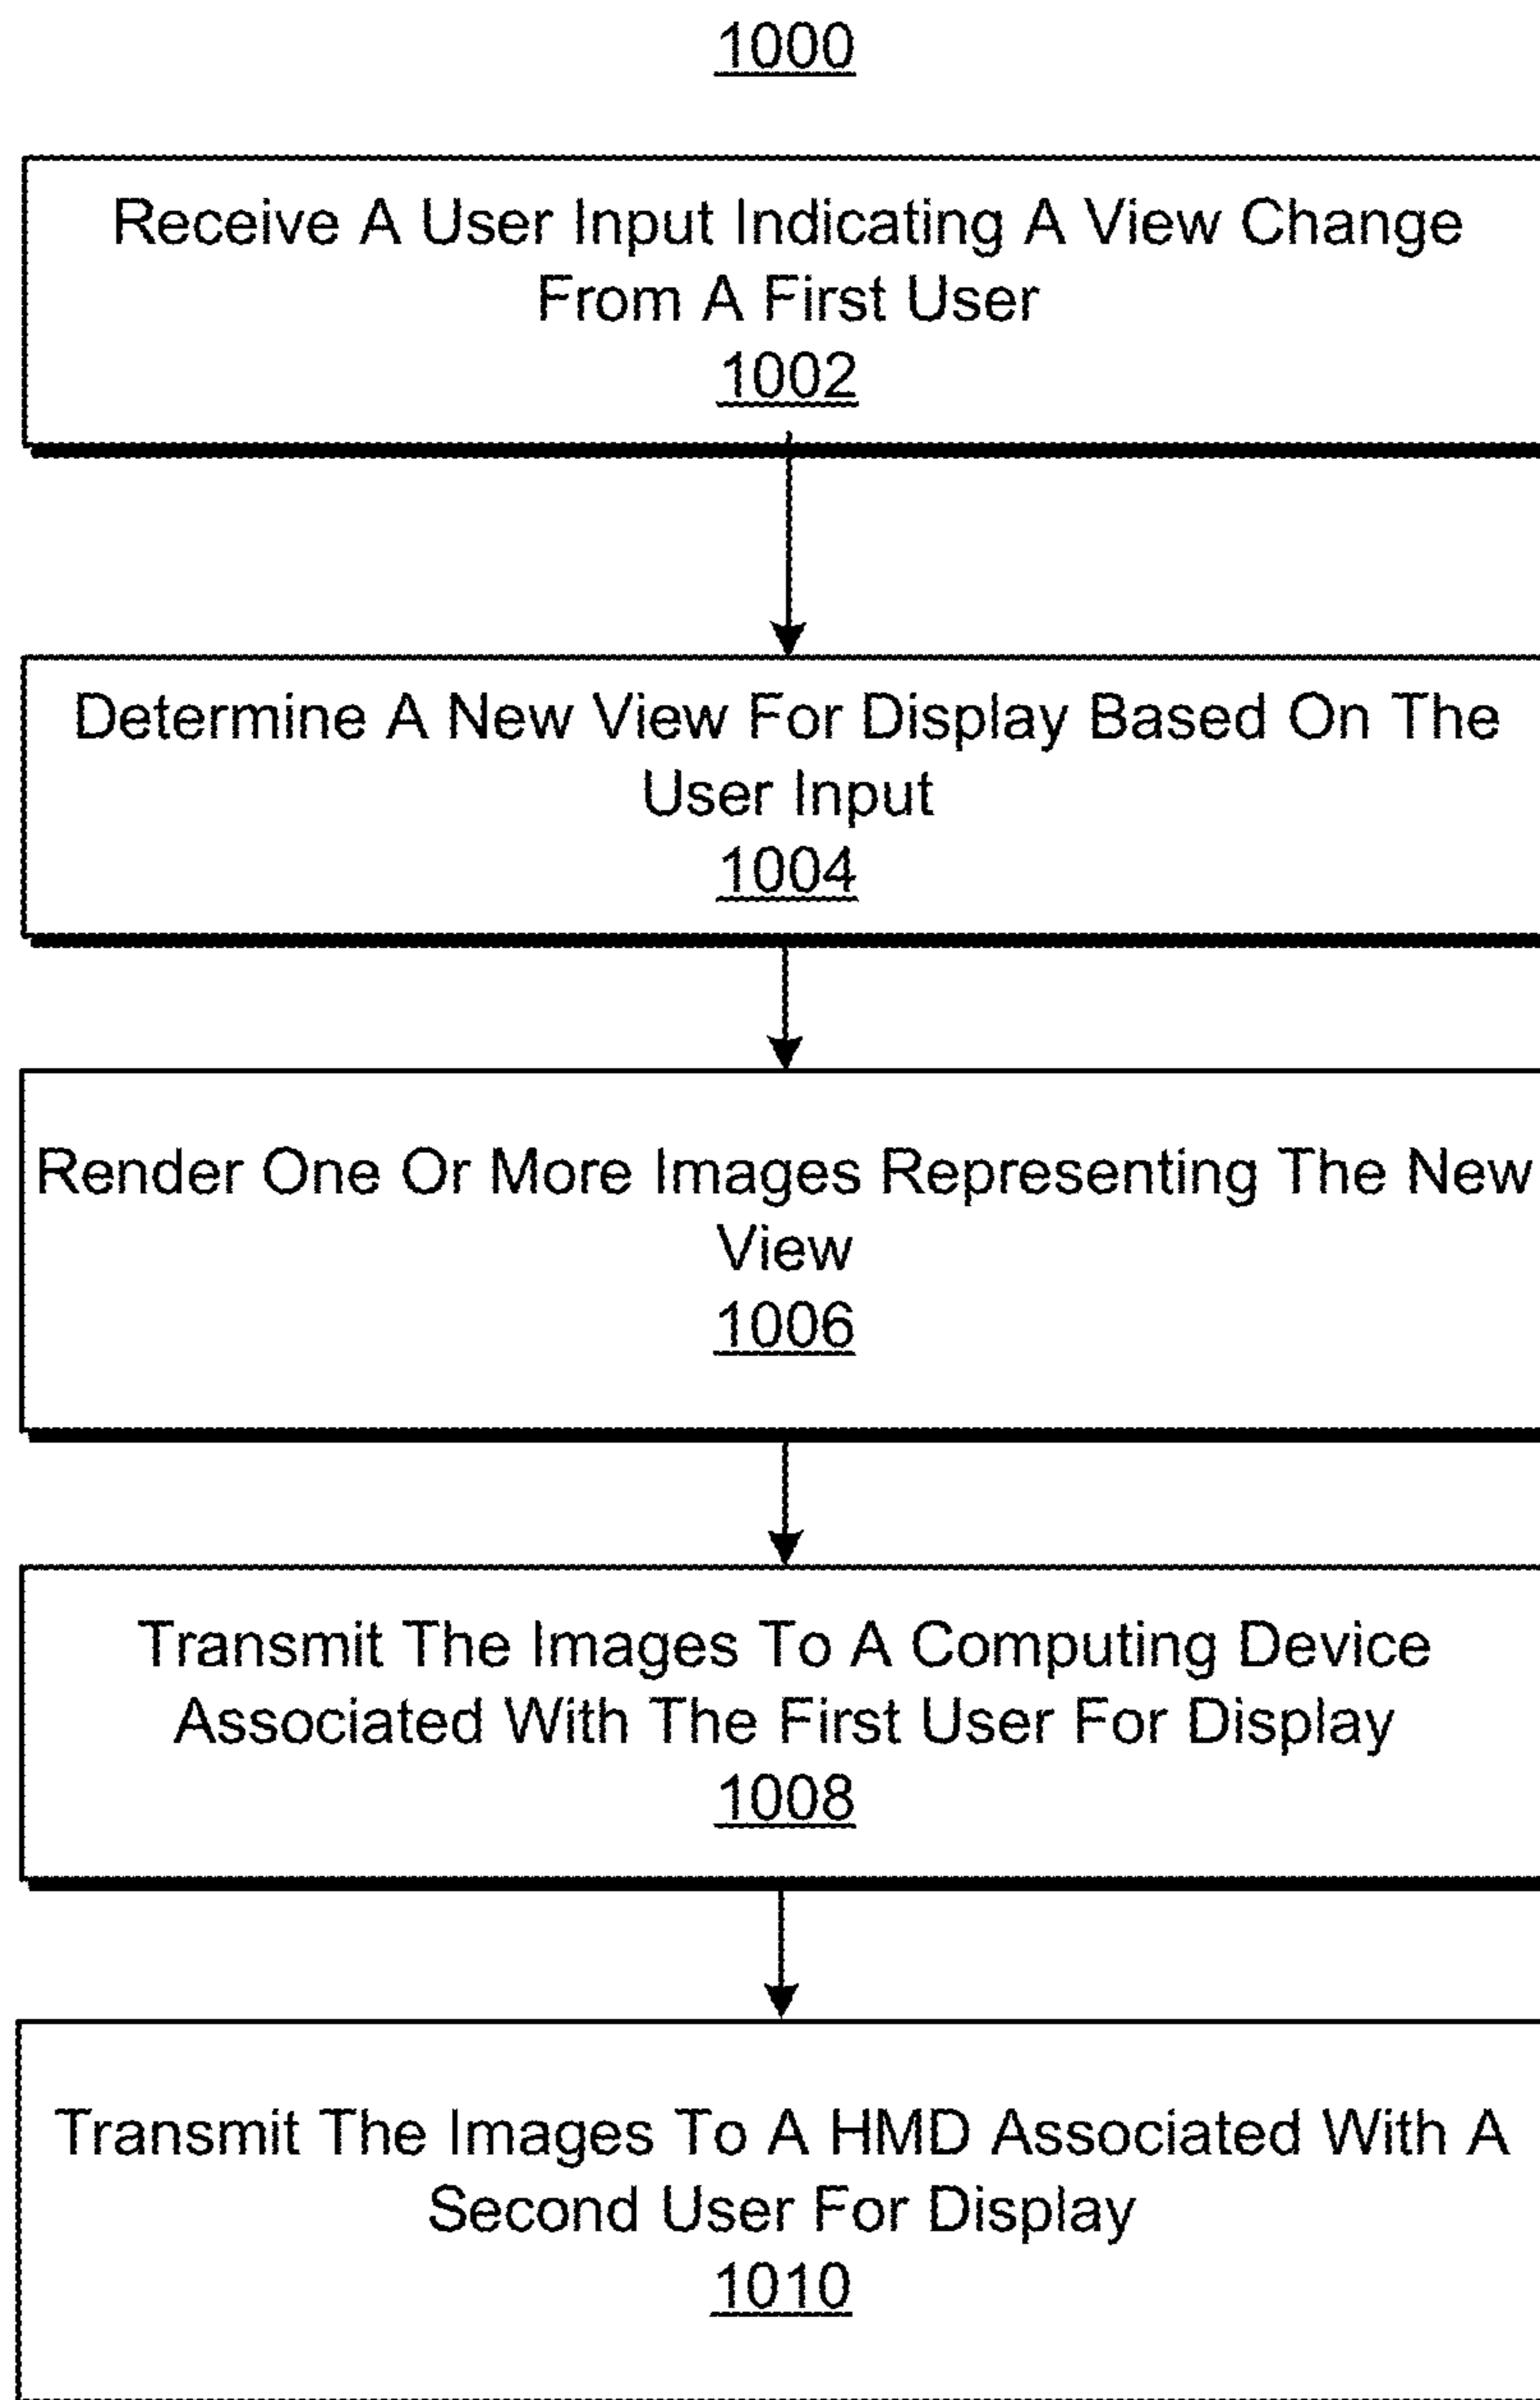 1000
Receive A User Input Indicating A View Change
From A First User
1002
Determine A New View For Display Based On The
User Input
1004
Render One Or More Images Representing The New
View
1006
Transmit The Images To A Computing Device
Associated With The First User For Display
1008
Transmit The Images To A HMD Associated With A
Second User For Display
1010